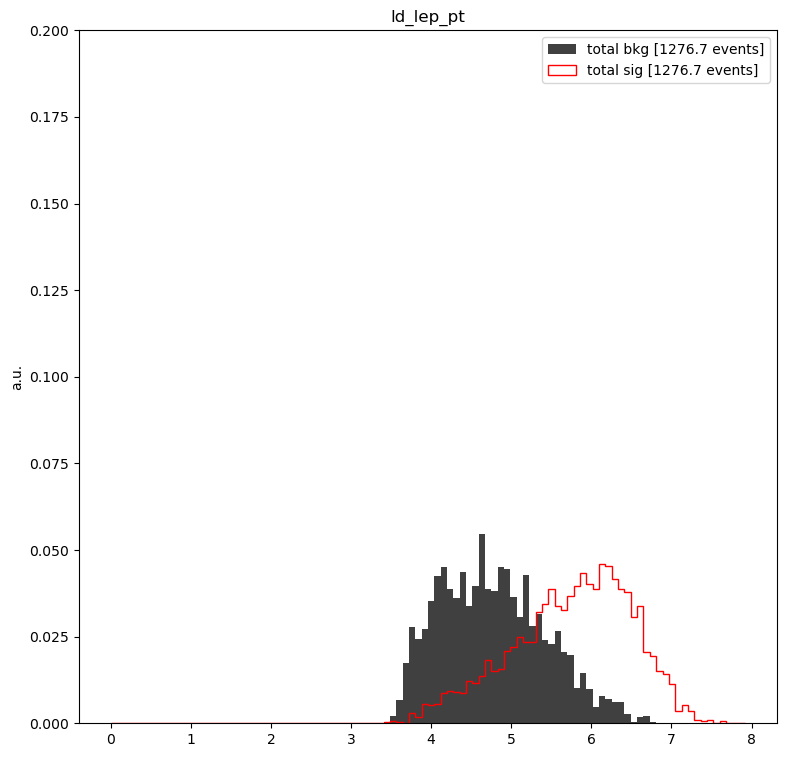 ld_lep_pt
total bkg [1276.7 events]
total sig [1276.7 events]
a.u.
0.200
0.175
0.150
0.125
0.100
0.075
0.050
0.025
0.000
0 1 2 3 4 5 6 7 8